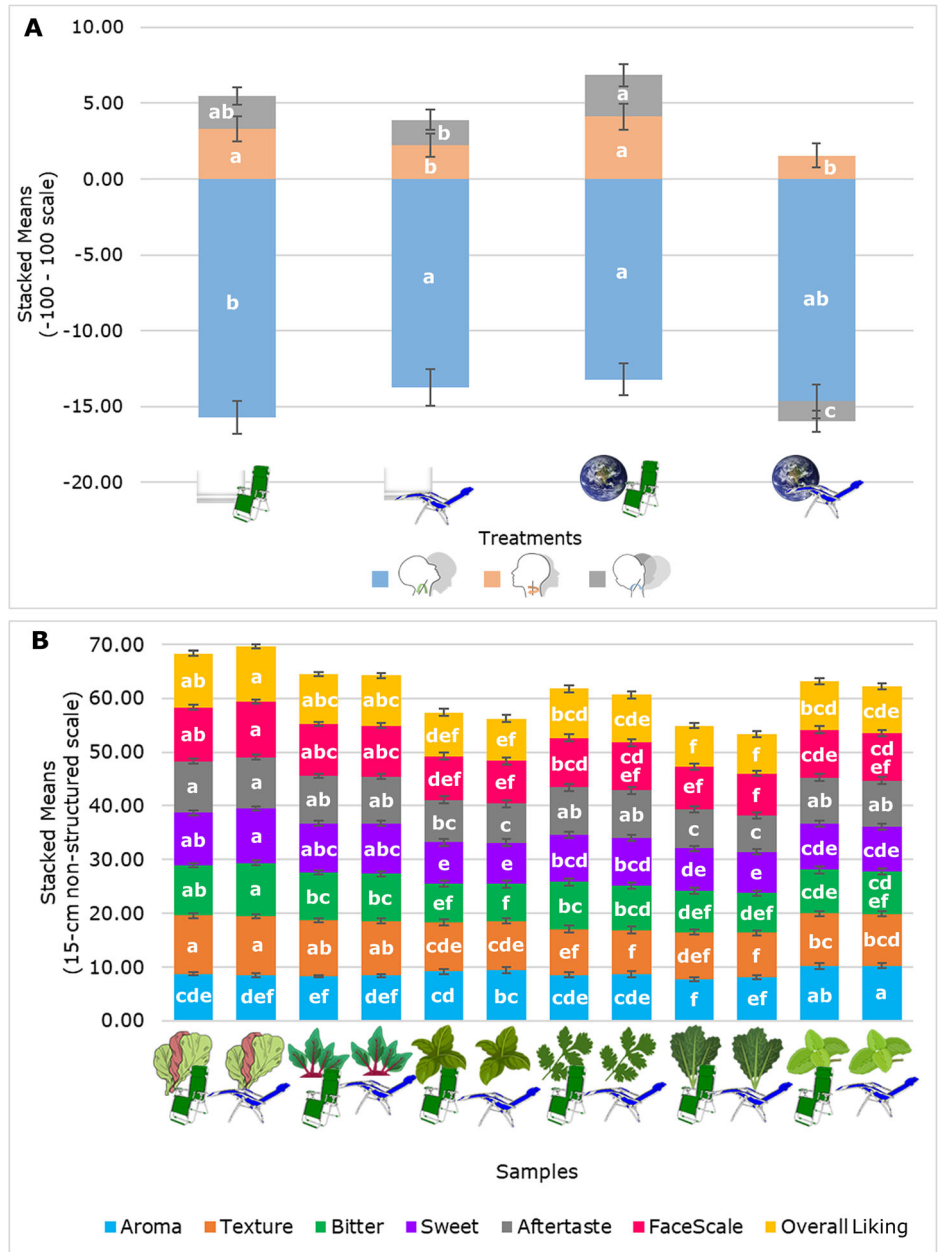 A
Stacked Means
(-100 - 100 scale)
10.00
5.00
0.00
-5.00
-10.00
-15.00
-20.00
ab
a
b
b
b
a
a
a
a
b
ab
c
Treatments
B
Stacked Means
(15-cm non-structured scale)
70.00
60.00
50.00
40.00
30.00
20.00
10.00
0.00
ab
ab
a
ab
ab
a
cde
a
a
a
a
a
a
def
abc
abc
ab
abc
bc
ab
ef
abc
abc
ab
abc
bc
ab
def
def
def
bc
e
ef
cde
cd
ef
ef
c
e
f
cde
bc
bcd
bcd
ab
bcd
bc
ef
cde
cde
cd
ef
ab
bcd
bcd
f
cde
f
ef
c
de
def
def
f
f
f
c
e
def
f
ef
bcd
cde
ab
cde
cde
bc
ab
cde
cd
ef
ab
cde
cd
ef
bcd
a
Samples
Aroma Texture Bitter Sweet Aftertaste FaceScale Overall Liking